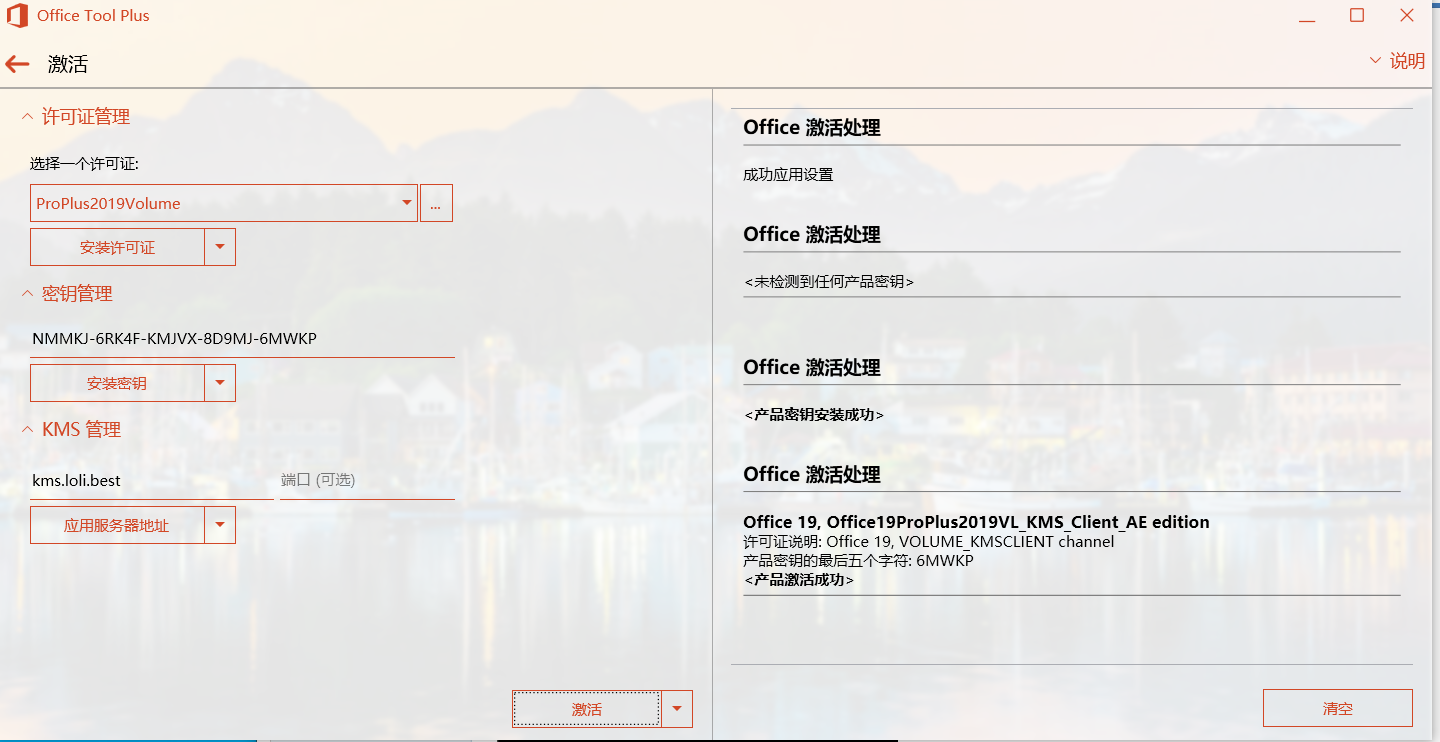 Office Tool Plus
激活
说明
许可证管理
选择一个许可证:
ProPlus2019Volume
...
安装许可证
密钥管理
NMMKJ-6RK4F-KMJVX-8D9MJ-6MWKP
安装密钥
KMS 管理
kms.loli.best
端口 (可选)
应用服务器地址
激活
Office 激活处理
成功应用设置
Office 激活处理
<未检测到任何产品密钥>
Office 激活处理
<产品密钥安装成功>
Office 激活处理
Office 19, Office19ProPlus2019VL_KMS_Client_AE edition
许可证说明: Office 19, VOLUME_KMSCLIENT channel
产品密钥的最后五个字符: 6MWKP
<产品激活成功>
清空